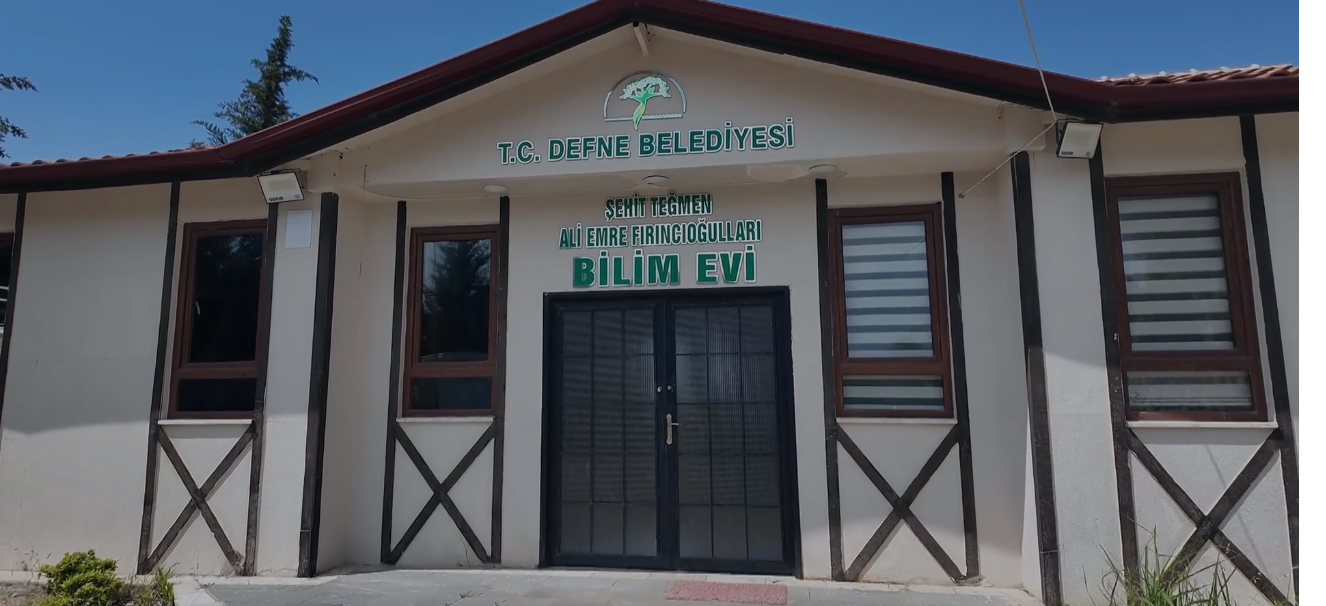 T.C. DEFNE BELEDİYESİ
ŞEHİT TEĞMEN
ALİ EMRE FIRINCIOĞULLARI
BİLİM EVİ